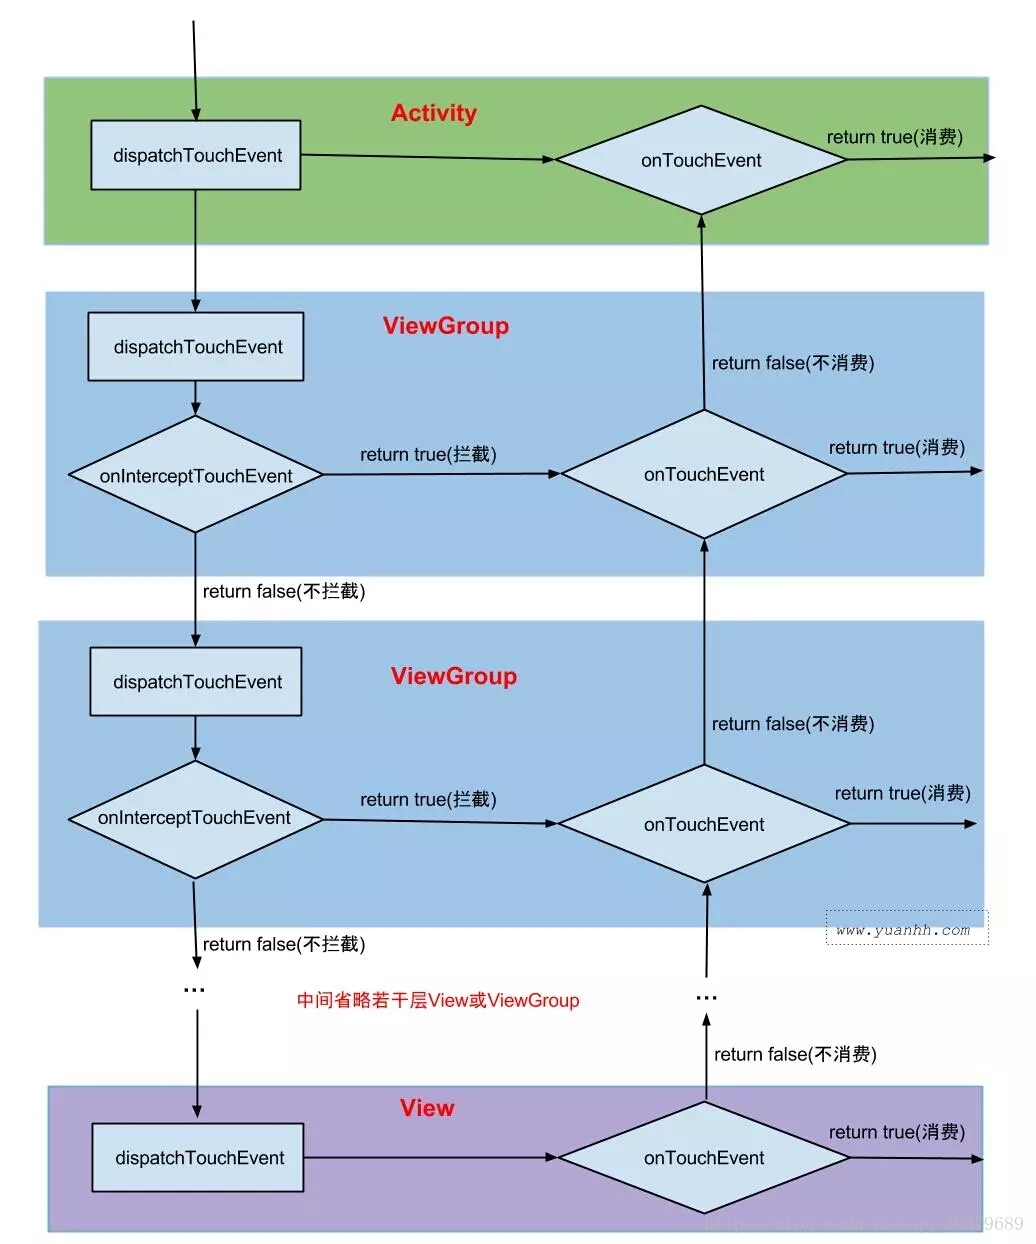 Activity
dispatchTouchEvent
onTouchEvent
return true(消费)
ViewGroup
dispatchTouchEvent
return false(不消费)
onInterceptTouchEvent
return true(拦截)
onTouchEvent
return true(消费)
return false(不拦截)
ViewGroup
dispatchTouchEvent
return false(不消费)
onInterceptTouchEvent
return true(拦截)
onTouchEvent
return true(消费)
return false(不拦截)
www.yuanhh.com
...
中间省略若干层View或ViewGroup
...
return false(不消费)
View
dispatchTouchEvent
onTouchEvent
return true(消费)